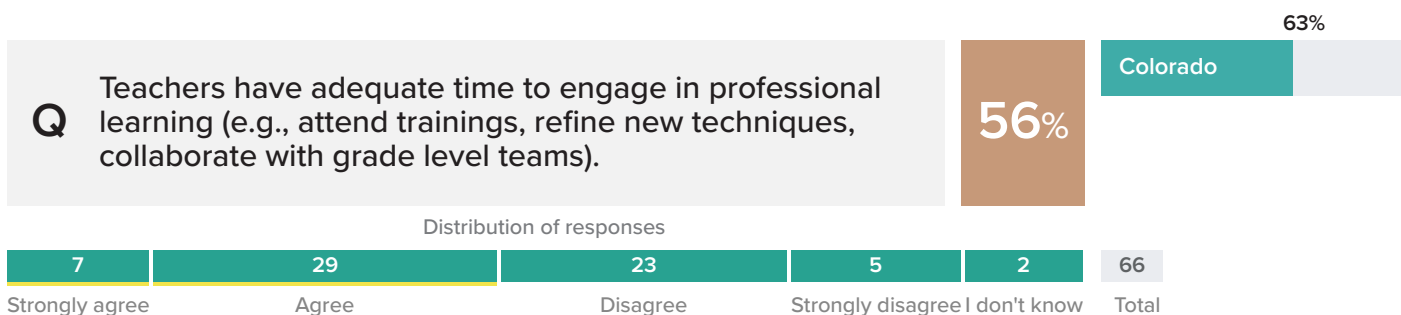 63%
Q
Teachers have adequate time to engage in professional
learning (e.g., attend trainings, refine new techniques,
collaborate with grade level teams).
56%
Colorado
Distribution of responses
7 29 23 5 2 66
Strongly agree Agree Disagree Strongly disagree I don't know Total